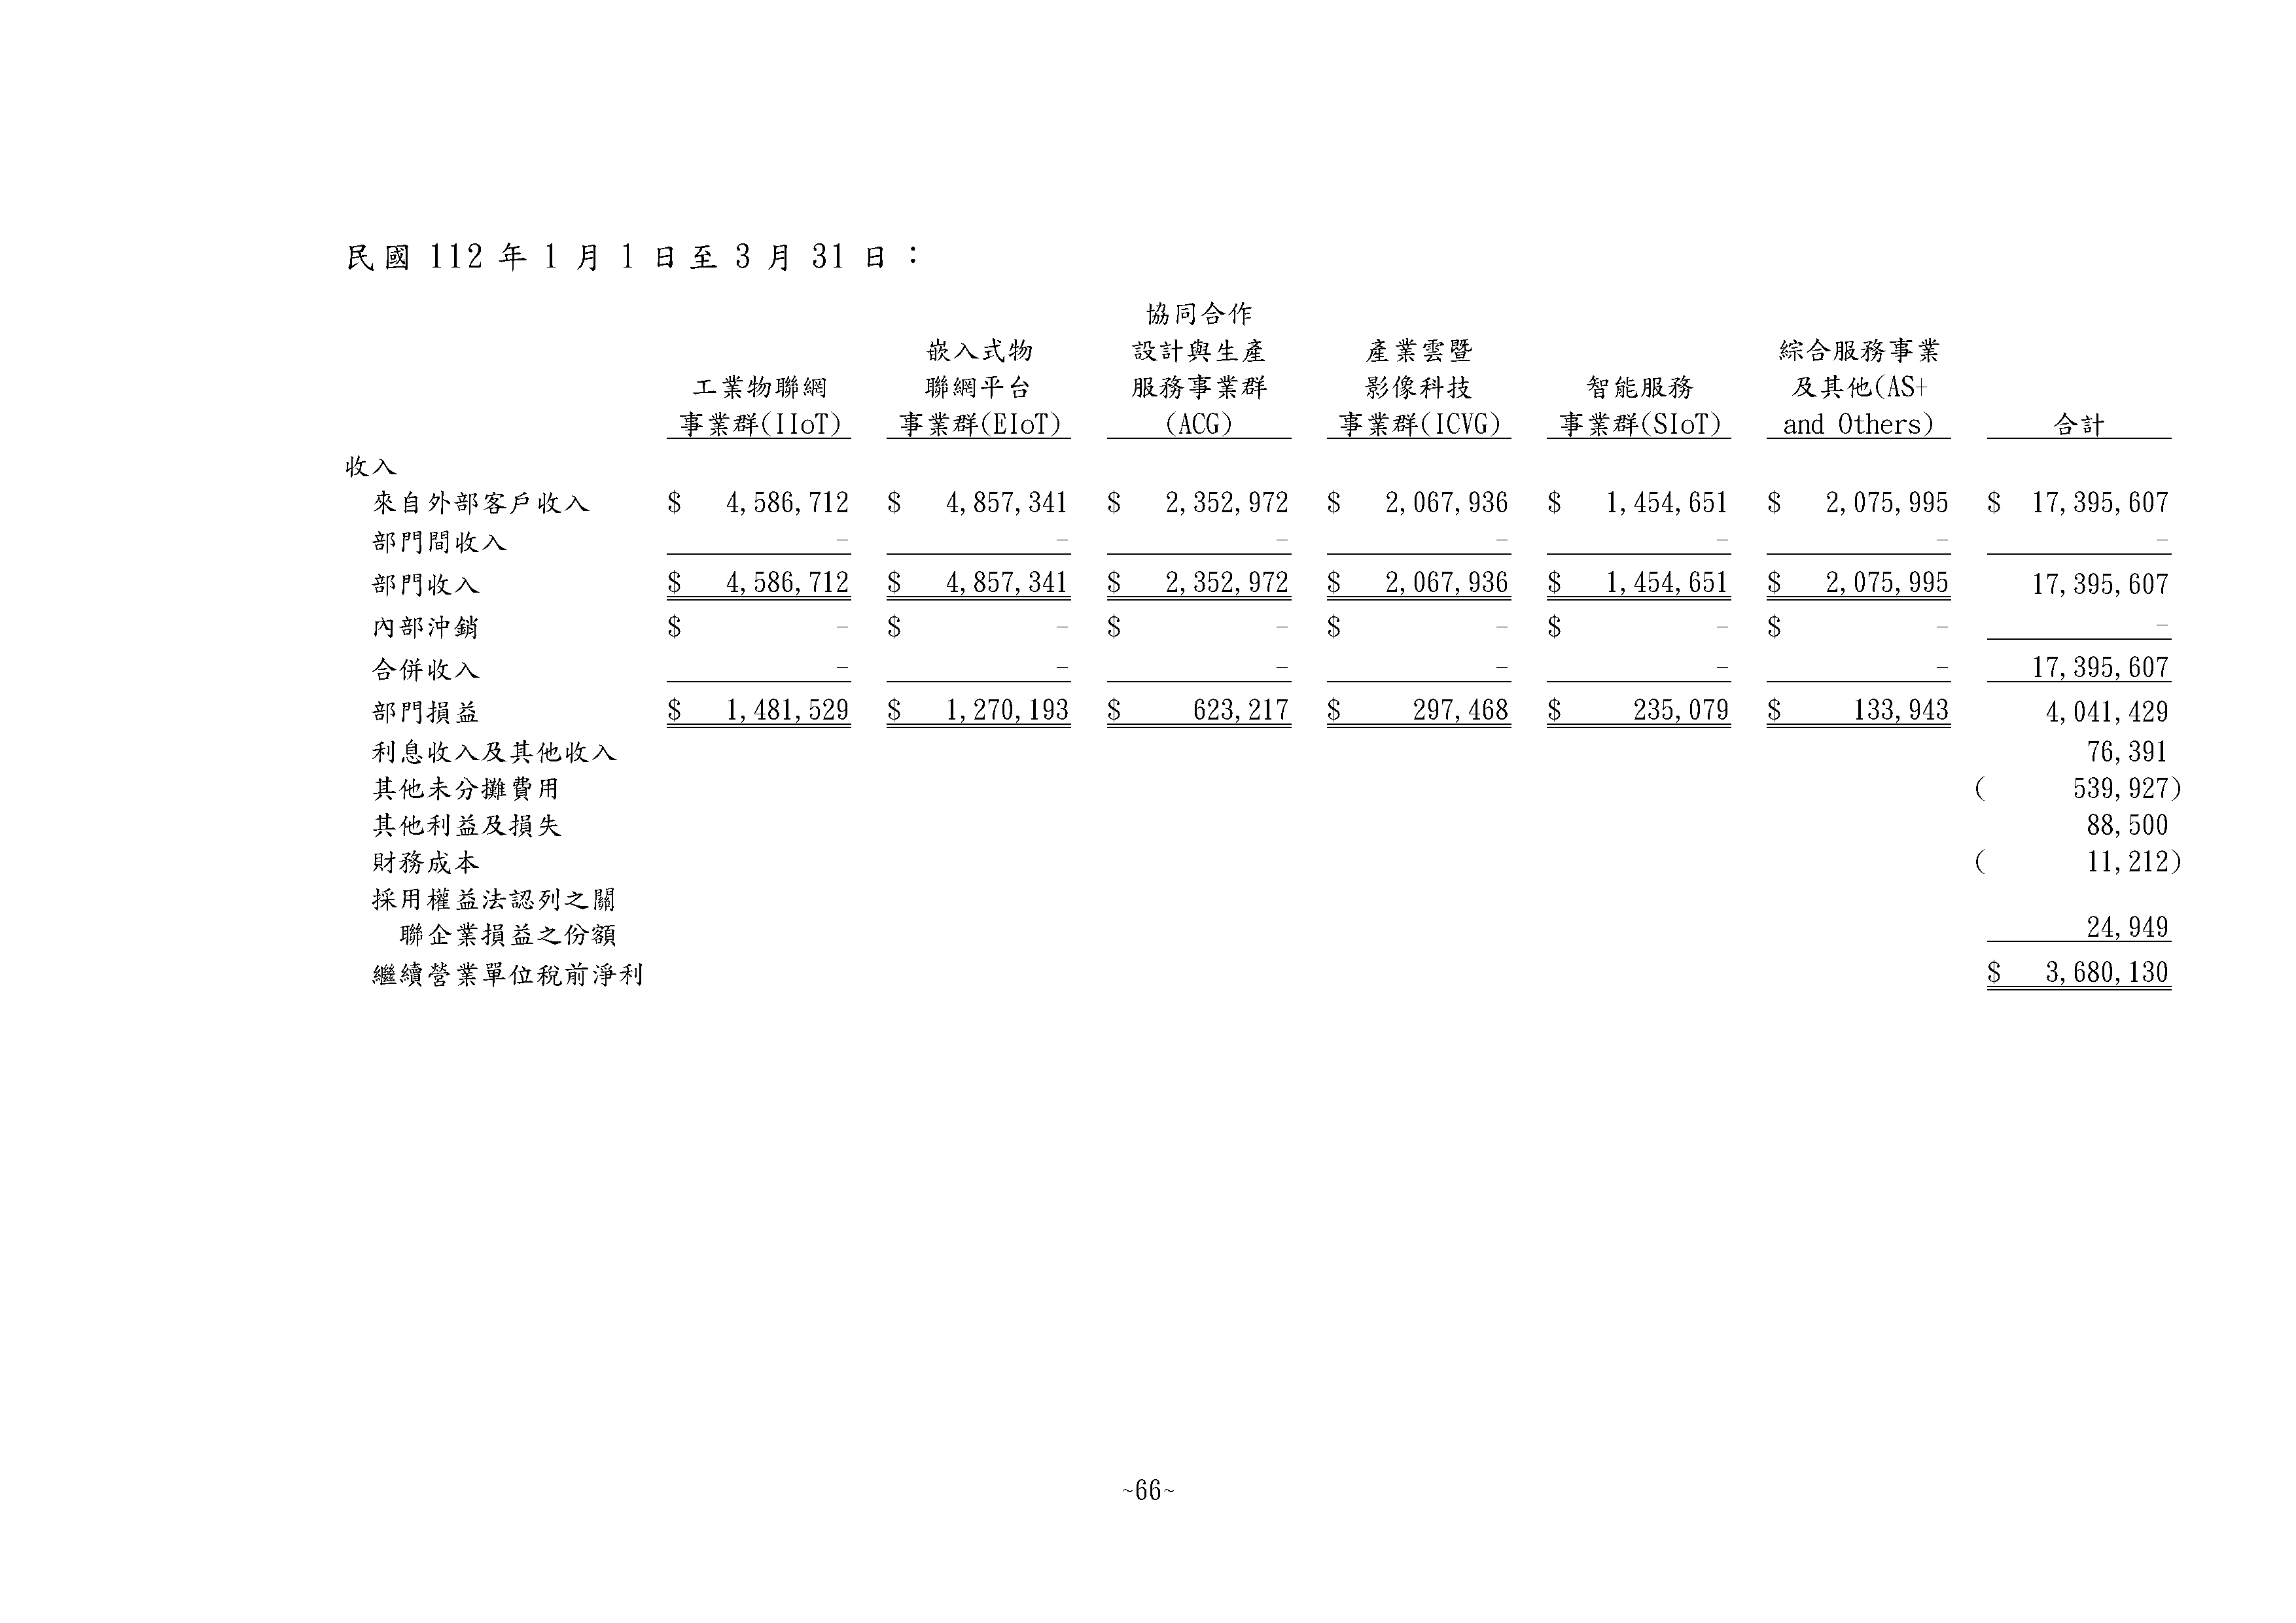 民國 112 年 1 月 1 日至 3 月 31 日：
協同合作
嵌入式物 設計與生產 產業雲暨 綜合服務事業
工業物聯網 聯網平台 服務事業群 影像科技 智能服務 及其他(AS+
事業群(IIoT) 事業群(EIoT) (ACG) 事業群(ICVG) 事業群(SIoT) and Others) 合計
收入
來自外部客戶收入 $ 4,586,712 $ 4,857,341 $ 2,352,972 $ 2,067,936 $ 1,454,651 $ 2,075,995 $ 17,395,607
部門間收入 - - - - - - -
部門收入 $ 4,586,712 $ 4,857,341 $ 2,352,972 $ 2,067,936 $ 1,454,651 $ 2,075,995 17,395,607
內部沖銷 $ - $ - $ - $ - $ - $ - -
合併收入 - - - - - - 17,395,607
部門損益 $ 1,481,529 $ 1,270,193 $ 623,217 $ 297,468 $ 235,079 $ 133,943 4,041,429
利息收入及其他收入 76,391
其他未分攤費用 ( 539,927)
其他利益及損失 88,500
財務成本 ( 11,212)
採用權益法認列之關
聯企業損益之份額 24,949
繼續營業單位稅前淨利 $ 3,680,130
~66~